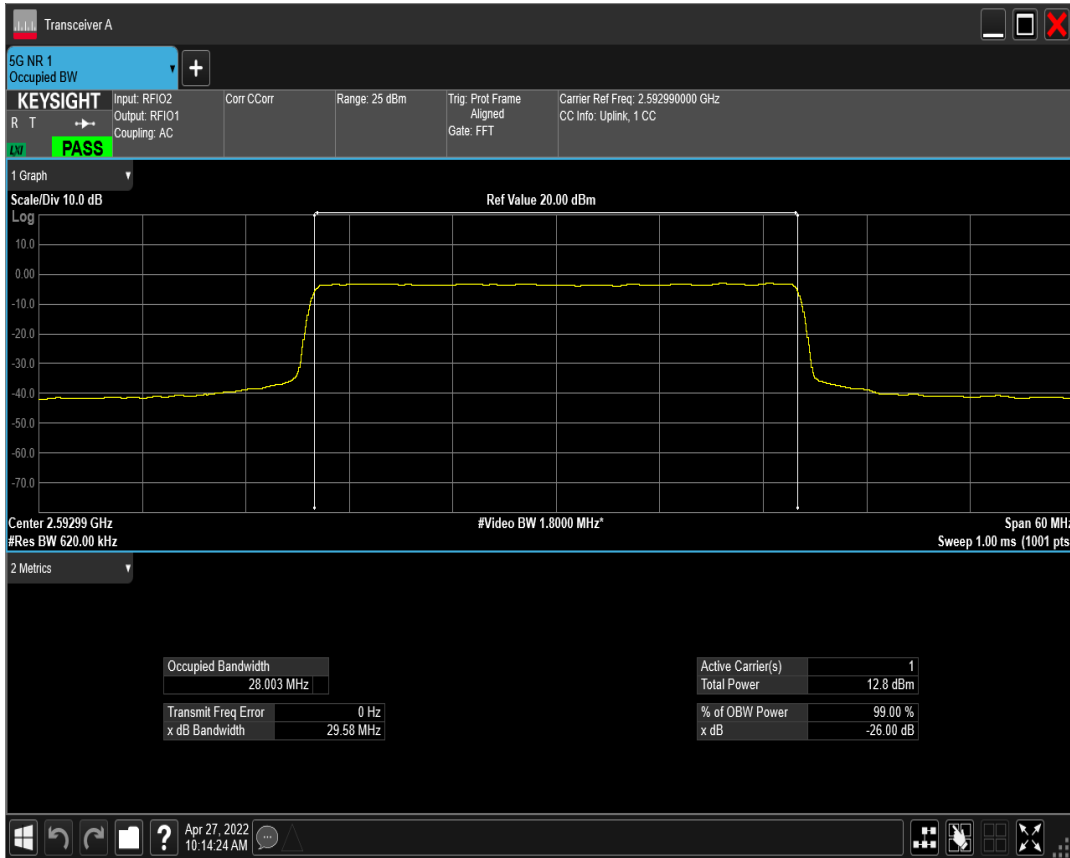 Transceiver A
5G NR 1
Occupied BW
+
KEYSIGHT
R T
LXI
PASS
Input: RFIO2
Output: RFIO1
Coupling: AC
Corr CCorr
Range: 25 dBm
Trig: Prot Frame
Aligned
Gate: FFT
Carrier Ref Freq: 2.592990000 GHz
CC Info: Uplink, 1 CC
1 Graph
Scale/Div 10.0 dB
Ref Value 20.00 dBm
Log
10.0
0.00
-10.0
-20.0
-30.0
-40.0
-50.0
-60.0
-70.0
Center 2.59299 GHz
#Video BW 1.8000 MHz*
Span 60 MHz
#Res BW 620.00 kHz
Sweep 1.00 ms (1001 pts
2 Metrics
Occupied Bandwidth
28.003 MHz
Transmit Freq Error 0 Hz
x dB Bandwidth 29.58 MHz
Active Carrier(s) 1
Total Power 12.8 dBm
% of OBW Power 99.00 %
x dB -26.00 dB
?
Apr 27, 2022
10:14:24 AM